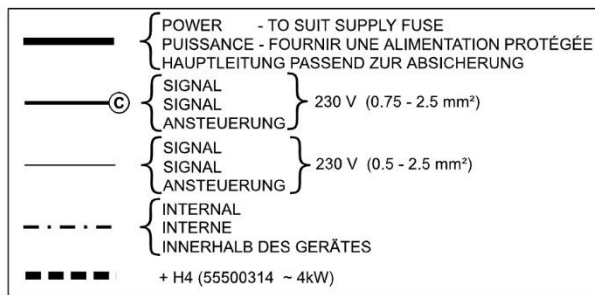 POWER - TO SUIT SUPPLY FUSE
PUISSANCE - FOURNIR UNE ALIMENTATION PROTÉGÉE
HAUPTLEITUNG PASSEND ZUR ABSICHERUNG
SIGNAL
C SIGNAL 230 V (0.75 - 2.5 mm²)
ANSTEUERUNG
SIGNAL
SIGNAL 230 V (0.5 - 2.5 mm²)
ANSTEUERUNG
INTERNAL
INTERNE
INNERHALB DES GERÄTES
+ H4 (55500314 ~ 4kW)